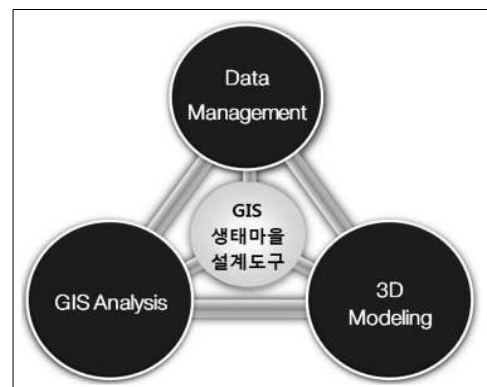 Data
Management
GIS
생태마을
설계도구
GIS Analysis
3D
Modeling